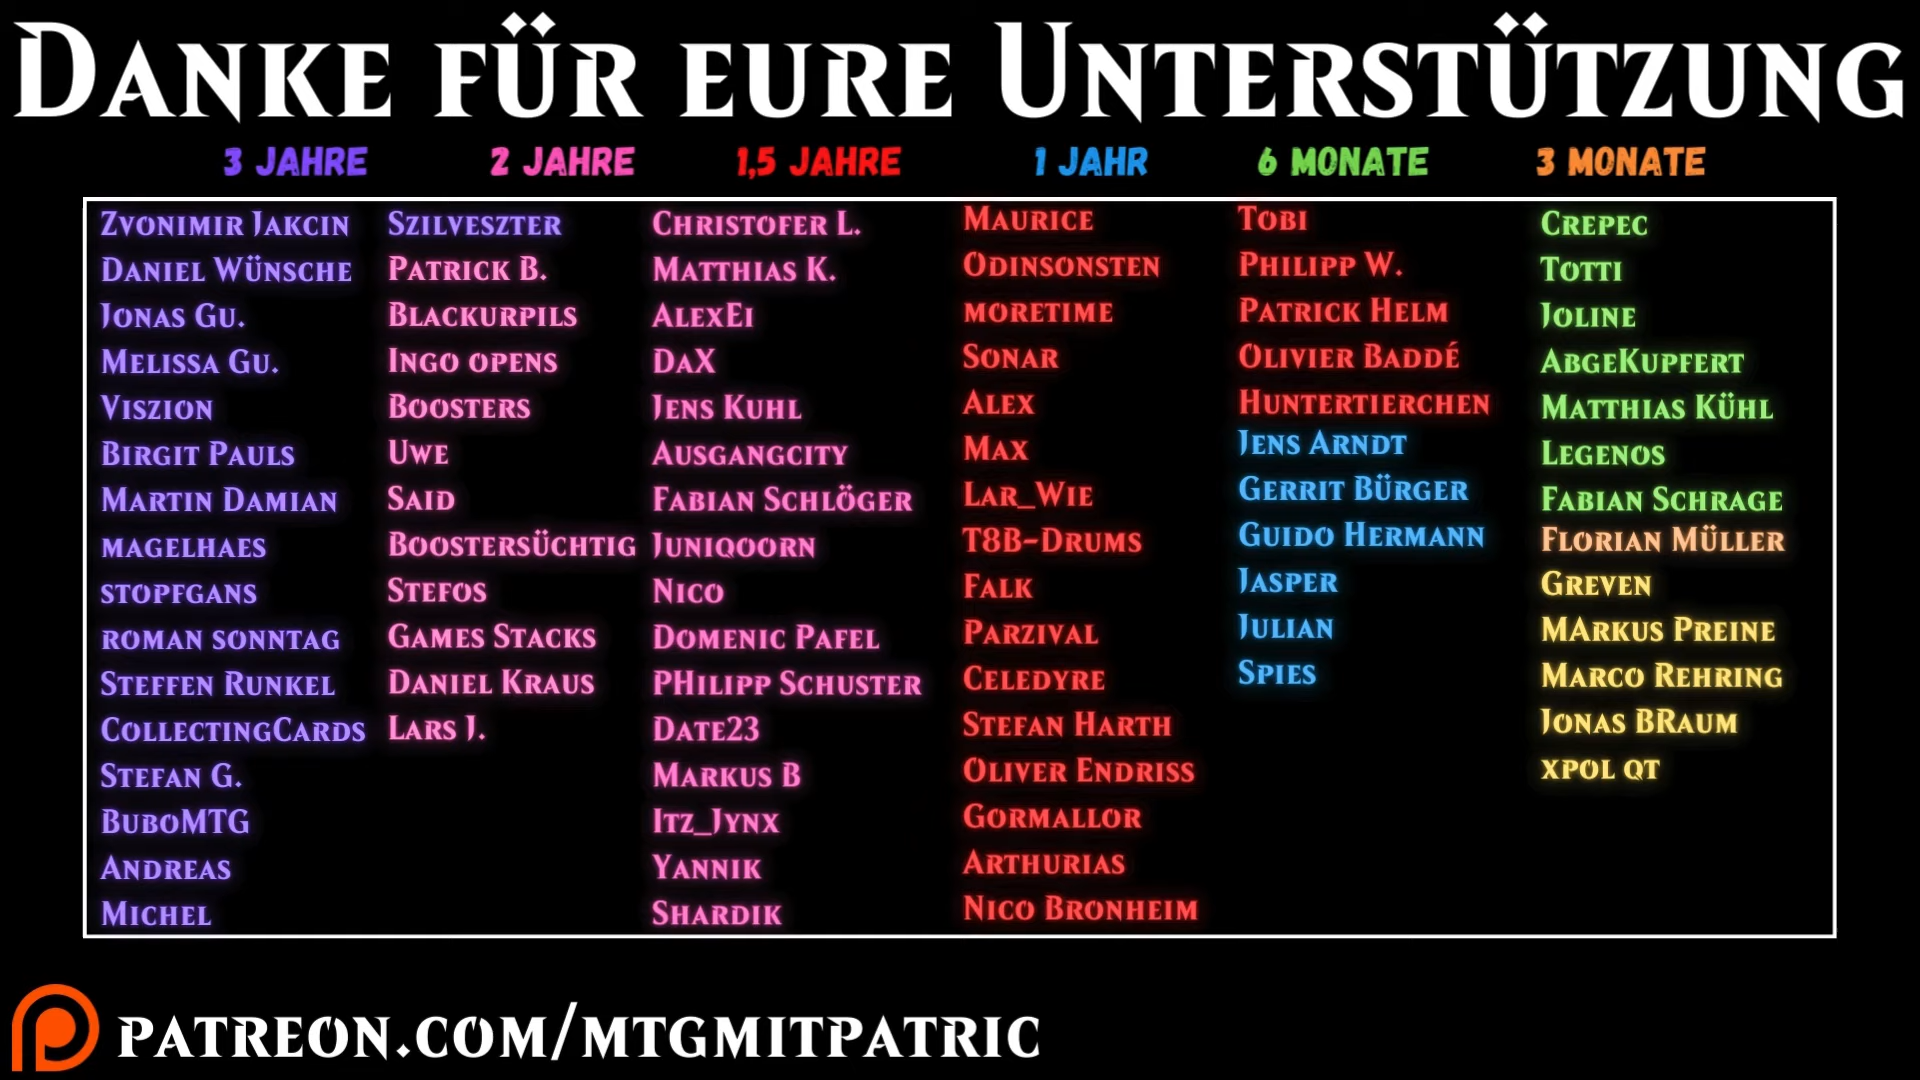 Danke für eure Unterstützung
3 JAHRE
2 JAHRE
1,5 JAHRE
1 JAHR
6 MONATE
3 MONATE
Zvonimir Jakcin
Daniel Wünsche
Jonas Gu.
Melissa Gu.
Viszion
Birgit Pauls
Martin Damian
magelhaes
stopfgans
roman sonntag
Steffen Runkel
CollectingCards
Stefan G.
BuboMTG
Andreas
Michel
Szilveszter
Patrick B.
Blackurpils
Ingo opens
Boosters
Uwe
Said
Boostersüchtig
Stefos
Games Stacks
Daniel Kraus
Lars J.
Christofer L.
Matthias K.
AlexEi
DaX
Jens Kuhl
Ausgangcity
Fabian Schlöger
Juniqoorn
Nico
Domenic Pafel
PHilipp Schuster
Date23
Markus B
Itz_Jynx
Yannik
Shardik
Maurice
Odinsonsten
moretime
Sonar
Alex
Max
Lar_Wie
T8B-Drums
Falk
Parzival
Celedyre
Stefan Harth
Oliver Endriss
Gormallor
Arthurias
Nico Bronheim
Tobi
Philipp W.
Patrick Helm
Olivier Baddé
Huntertierchen
Jens Arndt
Gerrit Bürger
Guido Hermann
Jasper
Julian
Spies
Crepec
Totti
Joline
AbgeKupfert
Matthias Kühl
Legenos
Fabian Schrage
Florian Müller
Greven
MArkus Preine
Marco Rehring
Jonas BRaum
xpol qt
patreon.com/mtgmitpatric